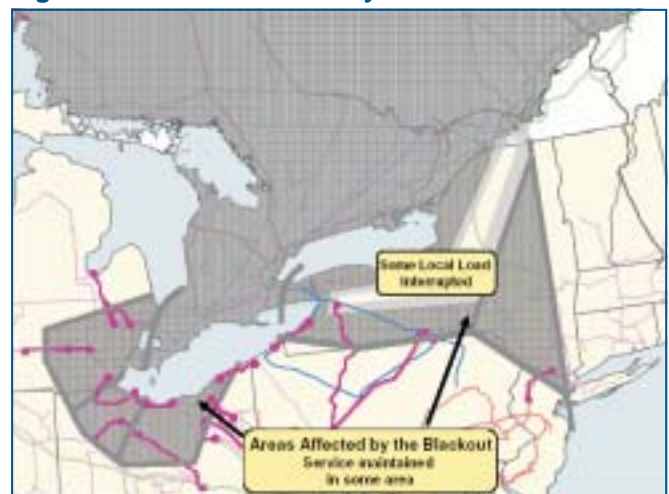 Some Local Load
Interrupted
Areas Affected by the Blackout
Service maintained
in some area